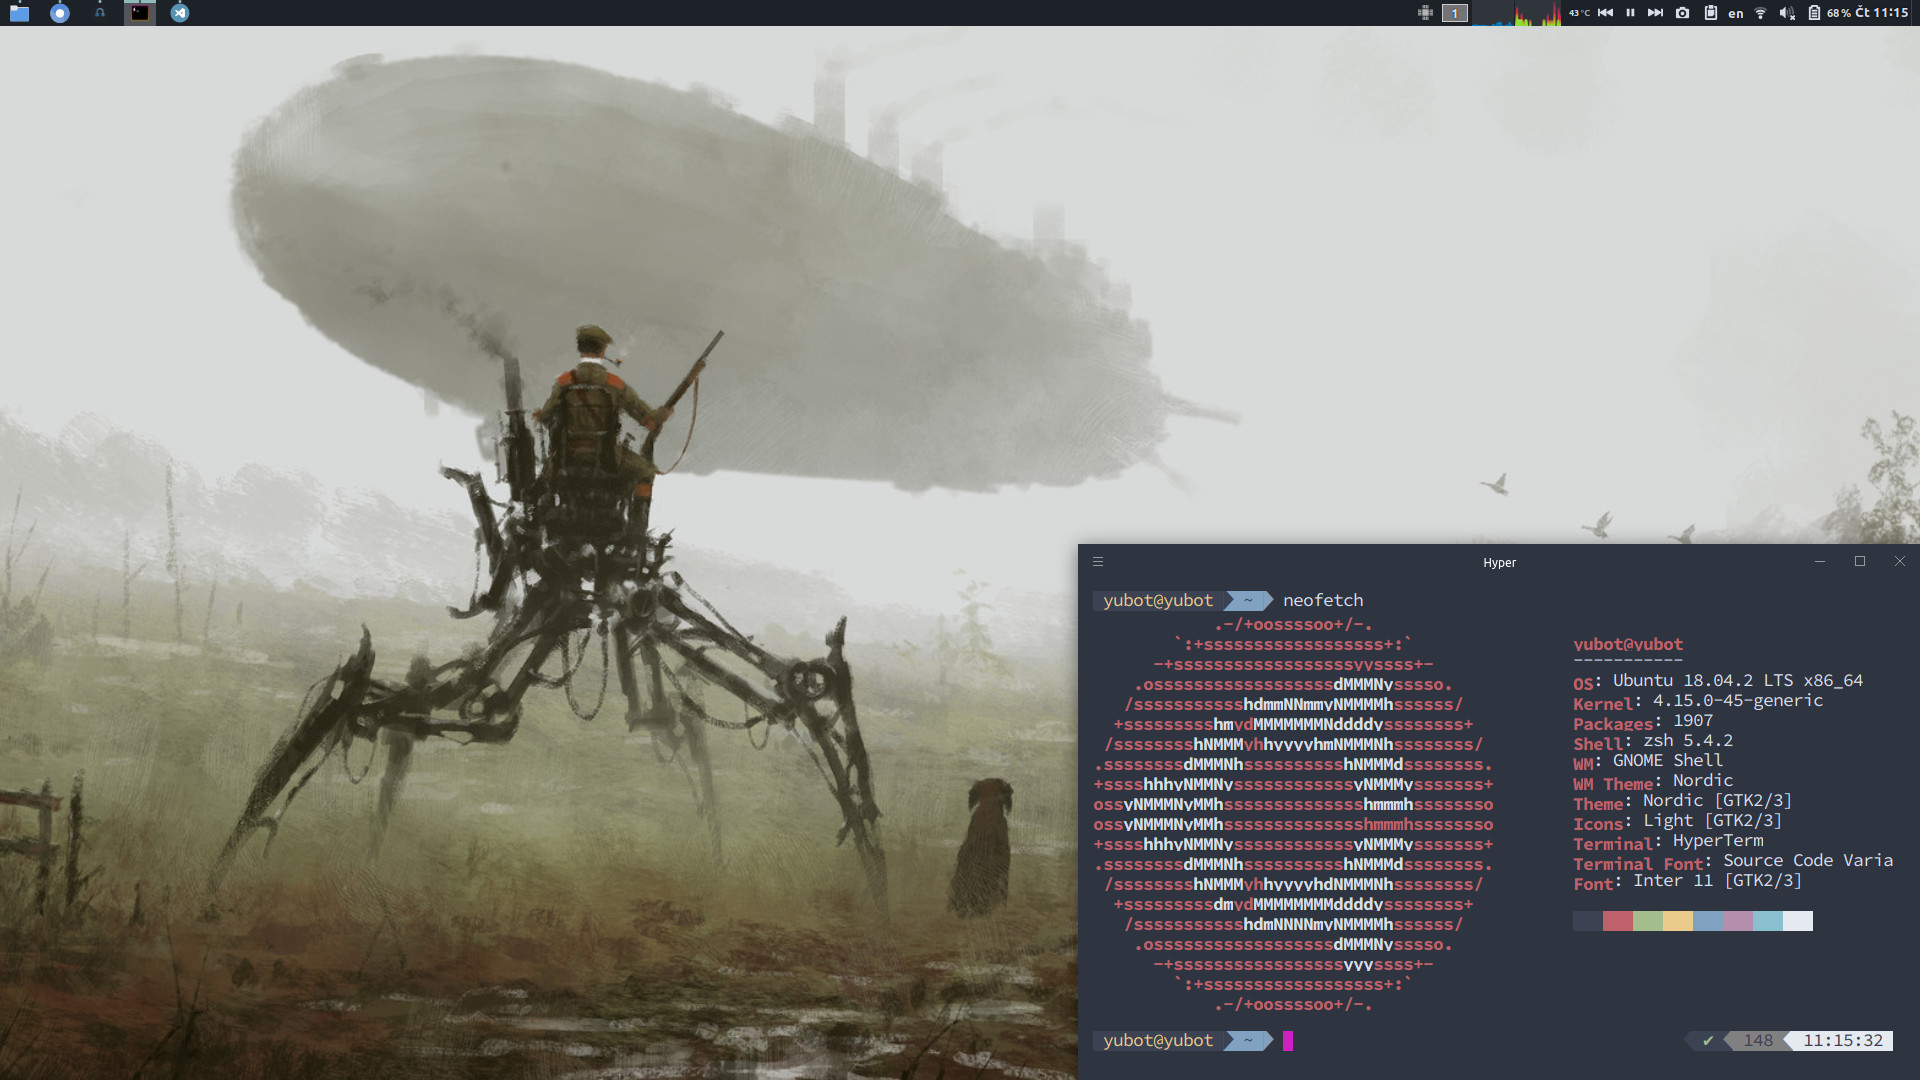 1 43°C en 68 % Čt 11:15
Hyper
yubot@yubot ~ neofetch
.-/+oossssoo+/-.
`:+ssssssssssssssssss+:`
-+ssssssssssssssssssyyssss+-
.ossssssssssssssssssdMMMNysssso.
/ssssssssssshdmmNNmmyNMMMMhssssss/
+ssssssssshmydMMMMMMMNddddyssssssss+
/sssssssshNMMMyhhyyyyhmNMMMNhssssssss/
.ssssssssdMMMNhsssssssssshNMMMdssssssss.
+sssshhhyNMMNyssssssssssssyNMMMysssssss+
ossyNMMMNyMMhsssssssssssssshmmmhssssssso
ossyNMMMNyMMhsssssssssssssshmmmhssssssso
+sssshhhyNMMNyssssssssssssyNMMMysssssss+
.ssssssssdMMMNhsssssssssshNMMMdssssssss.
/sssssssshNMMMyhhyyyyhdNMMMNhssssssss/
+sssssssssdmydMMMMMMMMddddyssssssss+
/ssssssssssshdmNNNNmyNMMMMhssssss/
.ossssssssssssssssssdMMMNysssso.
-+sssssssssssssssssyyyssss+-
`:+ssssssssssssssssss+:`
.-/+oossssoo+/-.
yubot@yubot
-----------
OS: Ubuntu 18.04.2 LTS x86_64
Kernel: 4.15.0-45-generic
Packages: 1907
Shell: zsh 5.4.2
WM: GNOME Shell
WM Theme: Nordic
Theme: Nordic [GTK2/3]
Icons: Light [GTK2/3]
Terminal: HyperTerm
Terminal Font: Source Code Varia
Font: Inter 11 [GTK2/3]
yubot@yubot ~ ✔ 148 11:15:32